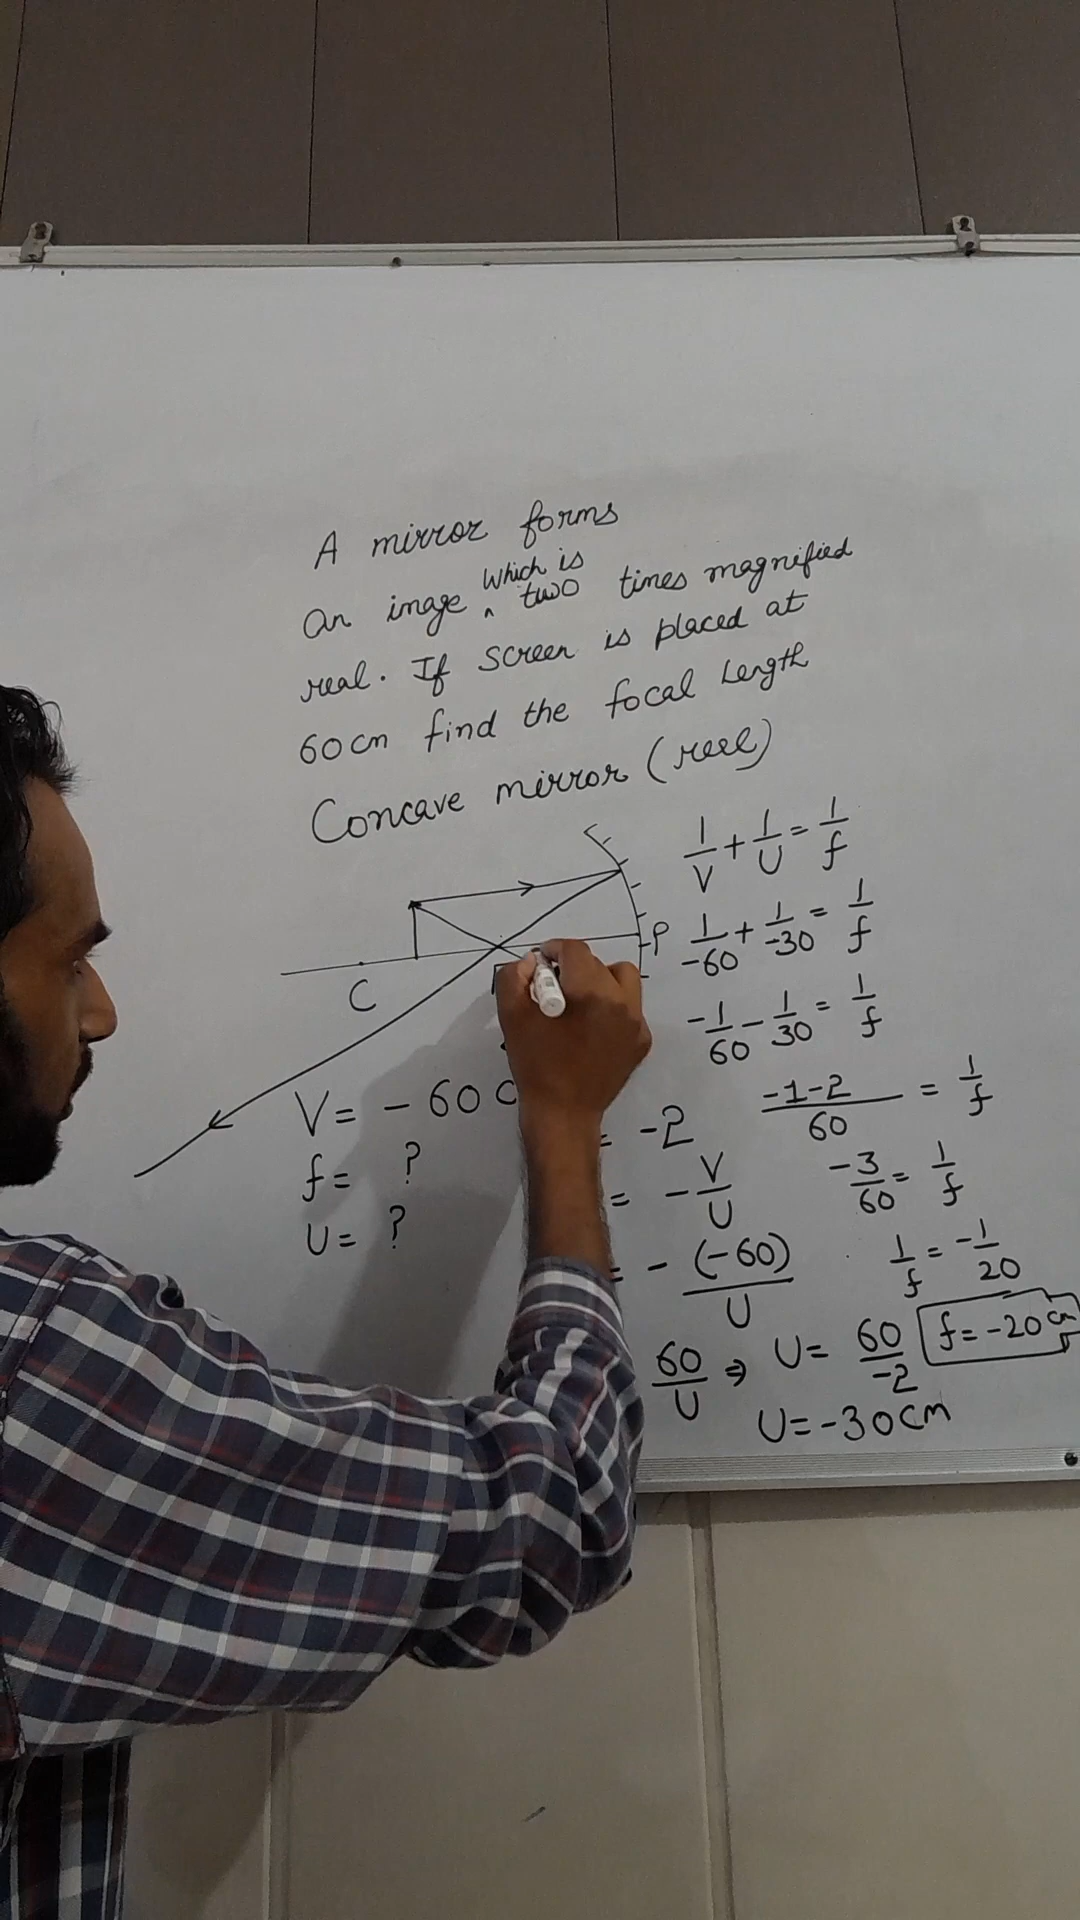 A mirror forms
which is
an image ^ two times magnified
real. If screen is placed at
60cm find the focal Length
Concave mirror (reel)
C
P
V= -60 C
f= ?
U= ?
= -2
= -V/U
= -(-60)/U
60/U ⇒ U= 60/-2
U=-30cm
1/V+1/U=1/f
1/-60+1/-30=1/f
-1/60-1/30=1/f
-1-2/60=1/f
-3/60=1/f
1/f=-1/20
f=-20cm